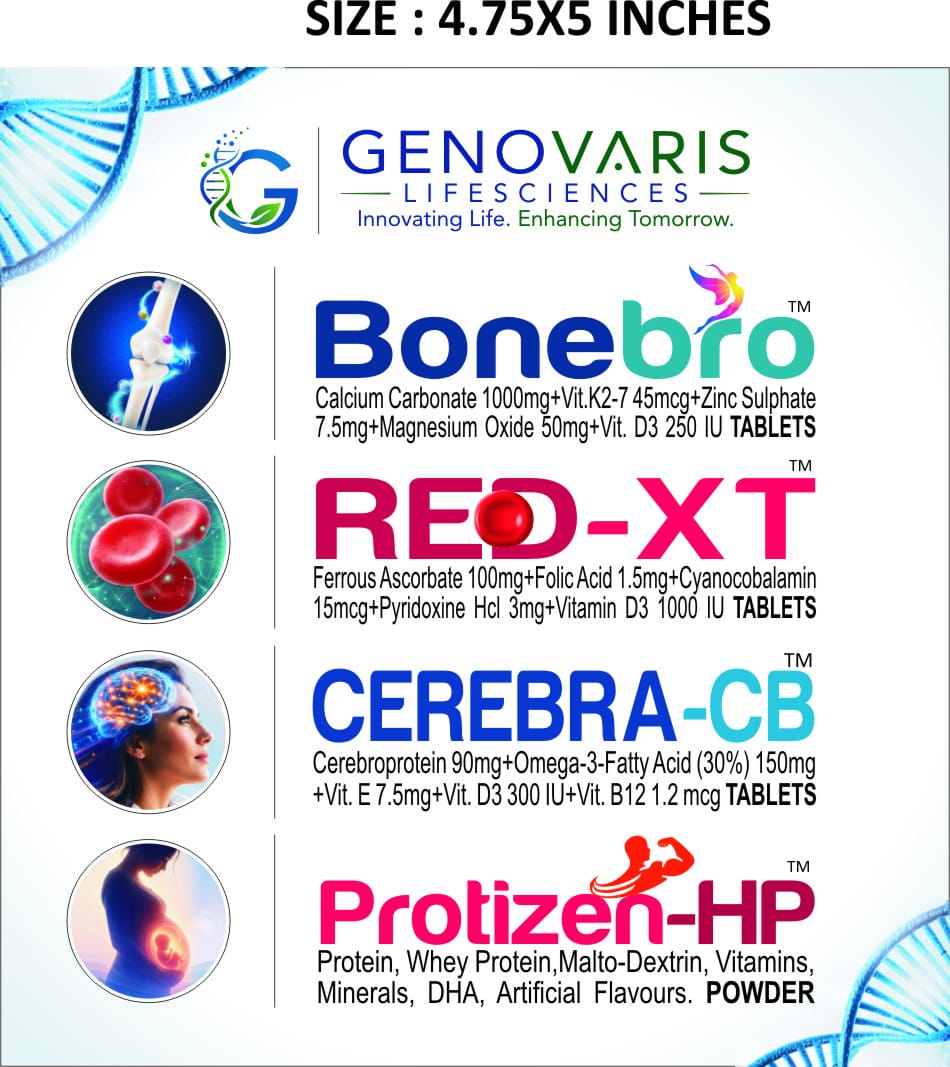 SIZE : 4.75X5 INCHES
G
GENOVARIS
LIFESCIENCES
Innovating Life. Enhancing Tomorrow.
Bonebro™
Calcium Carbonate 1000mg+Vit.K2-7 45mcg+Zinc Sulphate
7.5mg+Magnesium Oxide 50mg+Vit. D3 250 IU TABLETS
RED-XT™
Ferrous Ascorbate 100mg+Folic Acid 1.5mg+Cyanocobalamin
15mcg+Pyridoxine Hcl 3mg+Vitamin D3 1000 IU TABLETS
CEREBRA-CB™
Cerebroprotein 90mg+Omega-3-Fatty Acid (30%) 150mg
+Vit. E 7.5mg+Vit. D3 300 IU+Vit. B12 1.2 mcg TABLETS
Protizen-HP™
Protein, Whey Protein,Malto-Dextrin, Vitamins,
Minerals, DHA, Artificial Flavours. POWDER